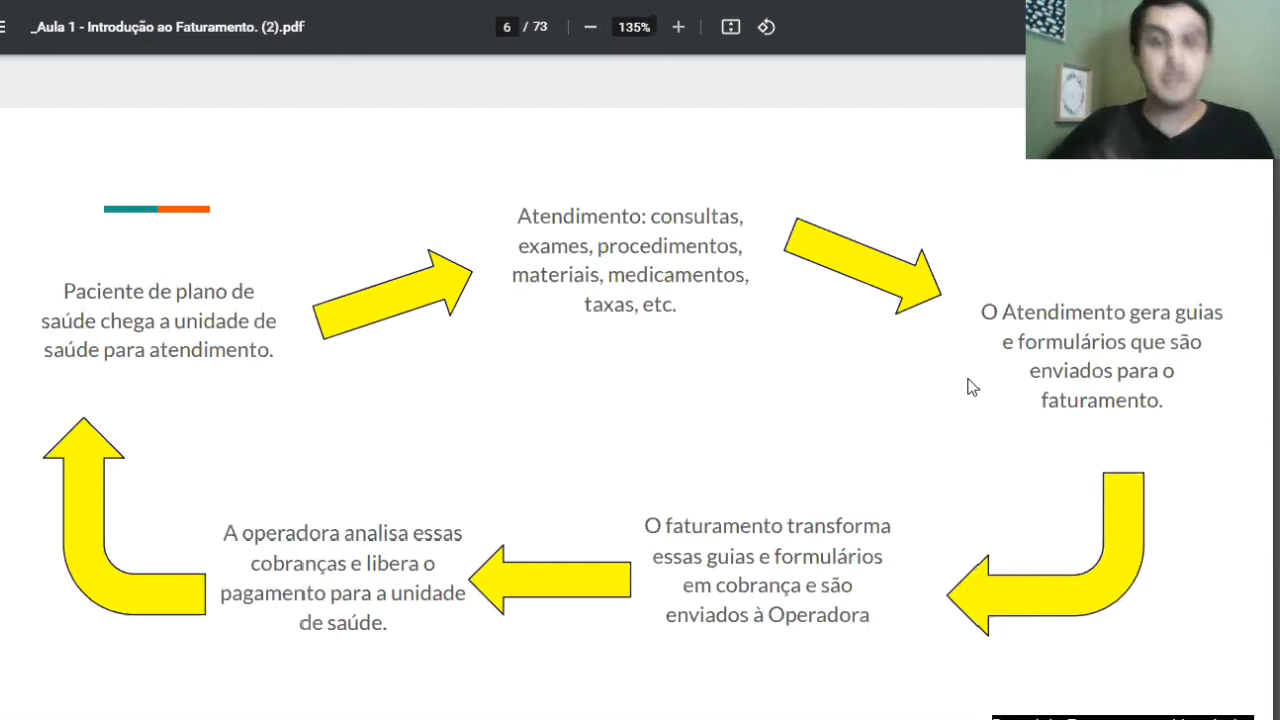 _Aula 1 - Introdução ao Faturamento. (2).pdf
6 / 73
135%
Paciente de plano de
saúde chega a unidade de
saúde para atendimento.
Atendimento: consultas,
exames, procedimentos,
materiais, medicamentos,
taxas, etc.
O Atendimento gera guias
e formulários que são
enviados para o
faturamento.
O faturamento transforma
essas guias e formulários
em cobrança e são
enviados à Operadora
A operadora analisa essas
cobranças e libera o
pagamento para a unidade
de saúde.